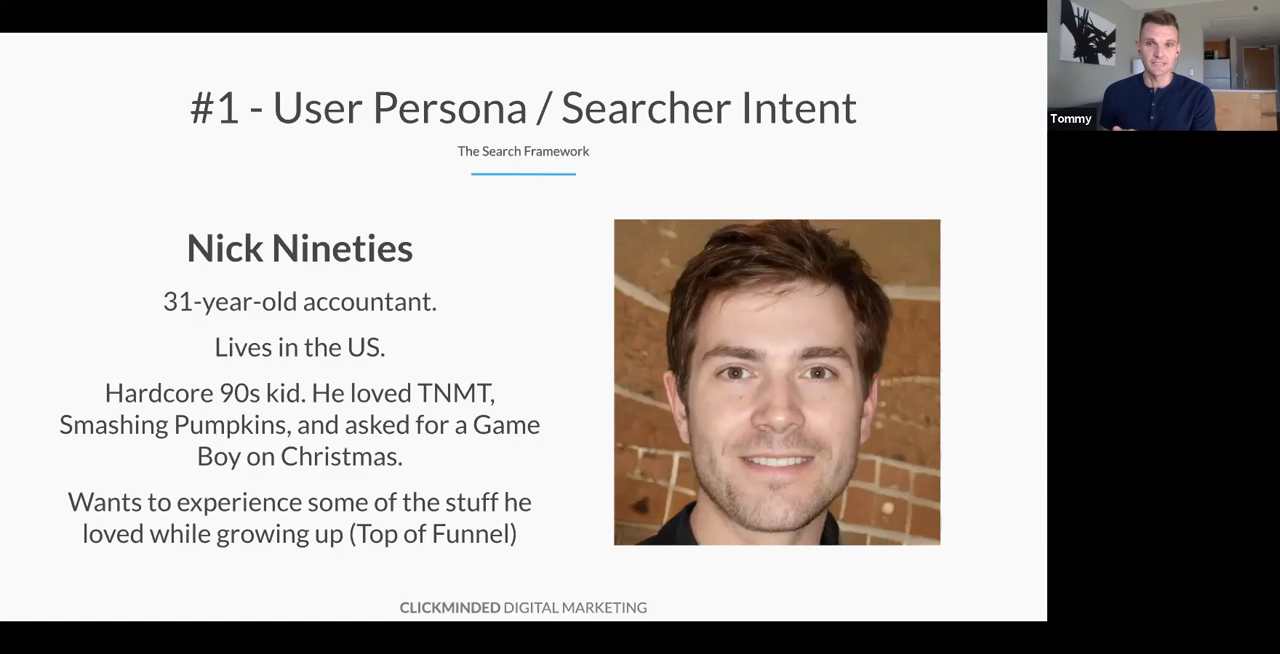 #1 - User Persona / Searcher Intent
The Search Framework
Nick Nineties
31-year-old accountant.
Lives in the US.
Hardcore 90s kid. He loved TNMT,
Smashing Pumpkins, and asked for a Game
Boy on Christmas.
Wants to experience some of the stuff he
loved while growing up (Top of Funnel)
CLICKMINDED DIGITAL MARKETING
Tommy